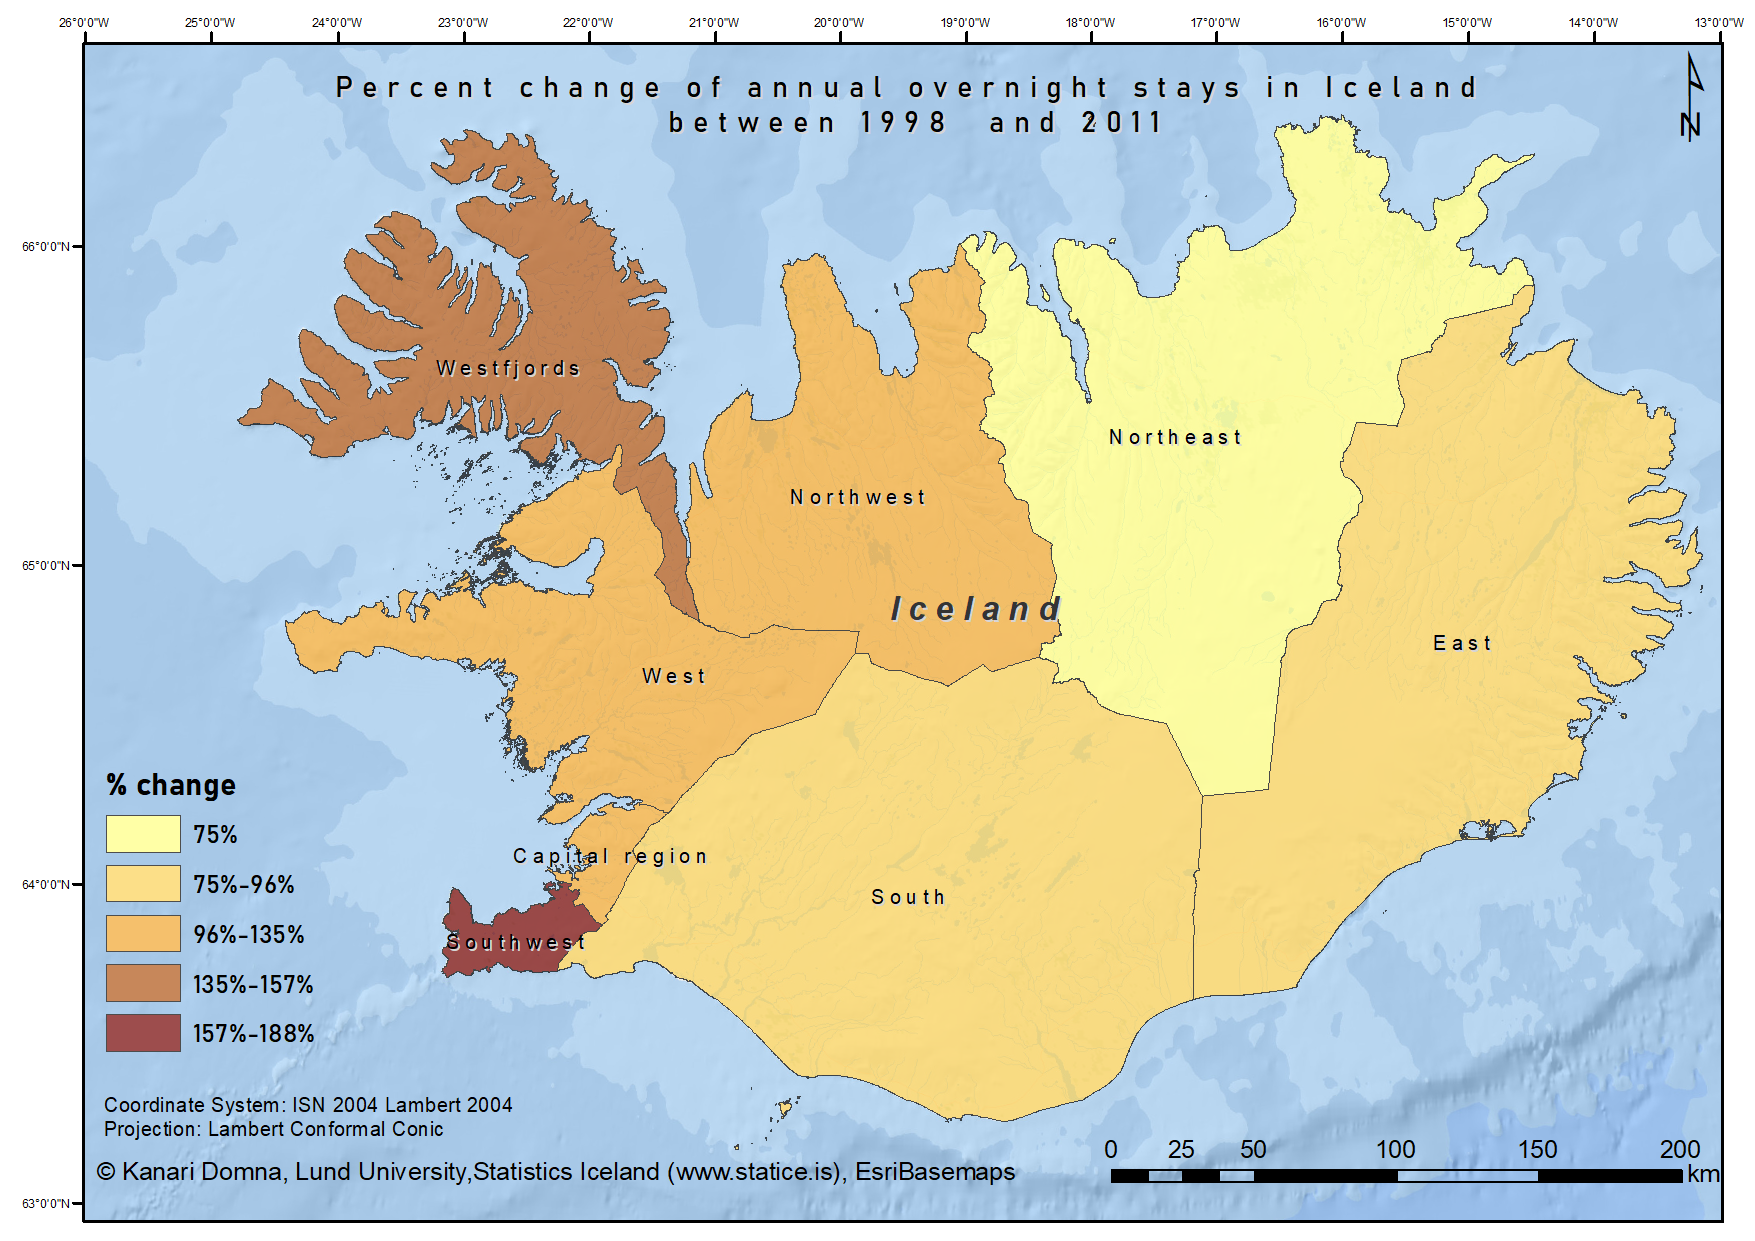 26°0'0"W 25°0'0"W 24°0'0"W 23°0'0"W 22°0'0"W 21°0'0"W 20°0'0"W 19°0'0"W 18°0'0"W 17°0'0"W 16°0'0"W 15°0'0"W 14°0'0"W 13°0'0"W
Percent change of annual overnight stays in Iceland
between 1998 and 2011
N
66°0'0"N
Westfjords
Northeast
Northwest
65°0'0"N
Iceland
East
West
% change
75%
Capital region
75%-96%
64°0'0"N
South
96%-135%
Southwest
135%-157%
157%-188%
Coordinate System: ISN 2004 Lambert 2004
Projection: Lambert Conformal Conic
0 25 50 100 150 200
km
© Kanari Domna, Lund University,Statistics Iceland (www.statice.is), EsriBasemaps
63°0'0"N